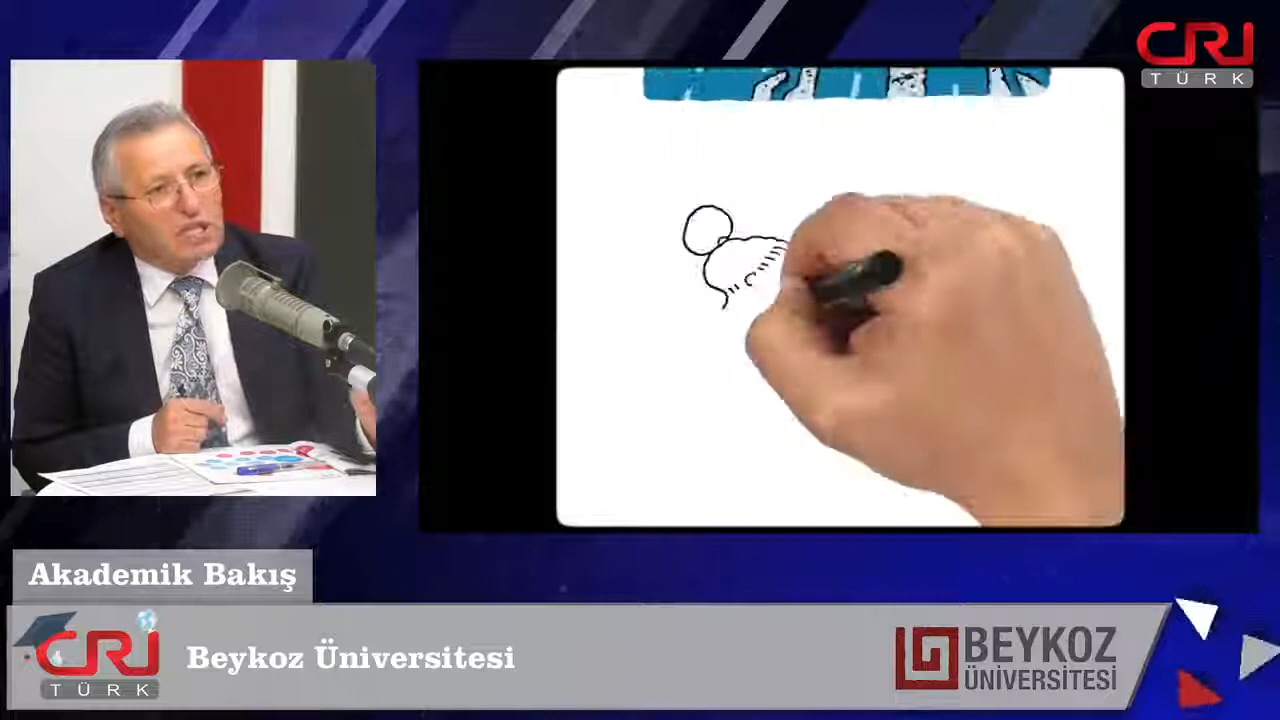 CRI
TÜRK
Akademik Bakış
CRI
TÜRK
Beykoz Üniversitesi
BEYKOZ
ÜNİVERSİTESİ